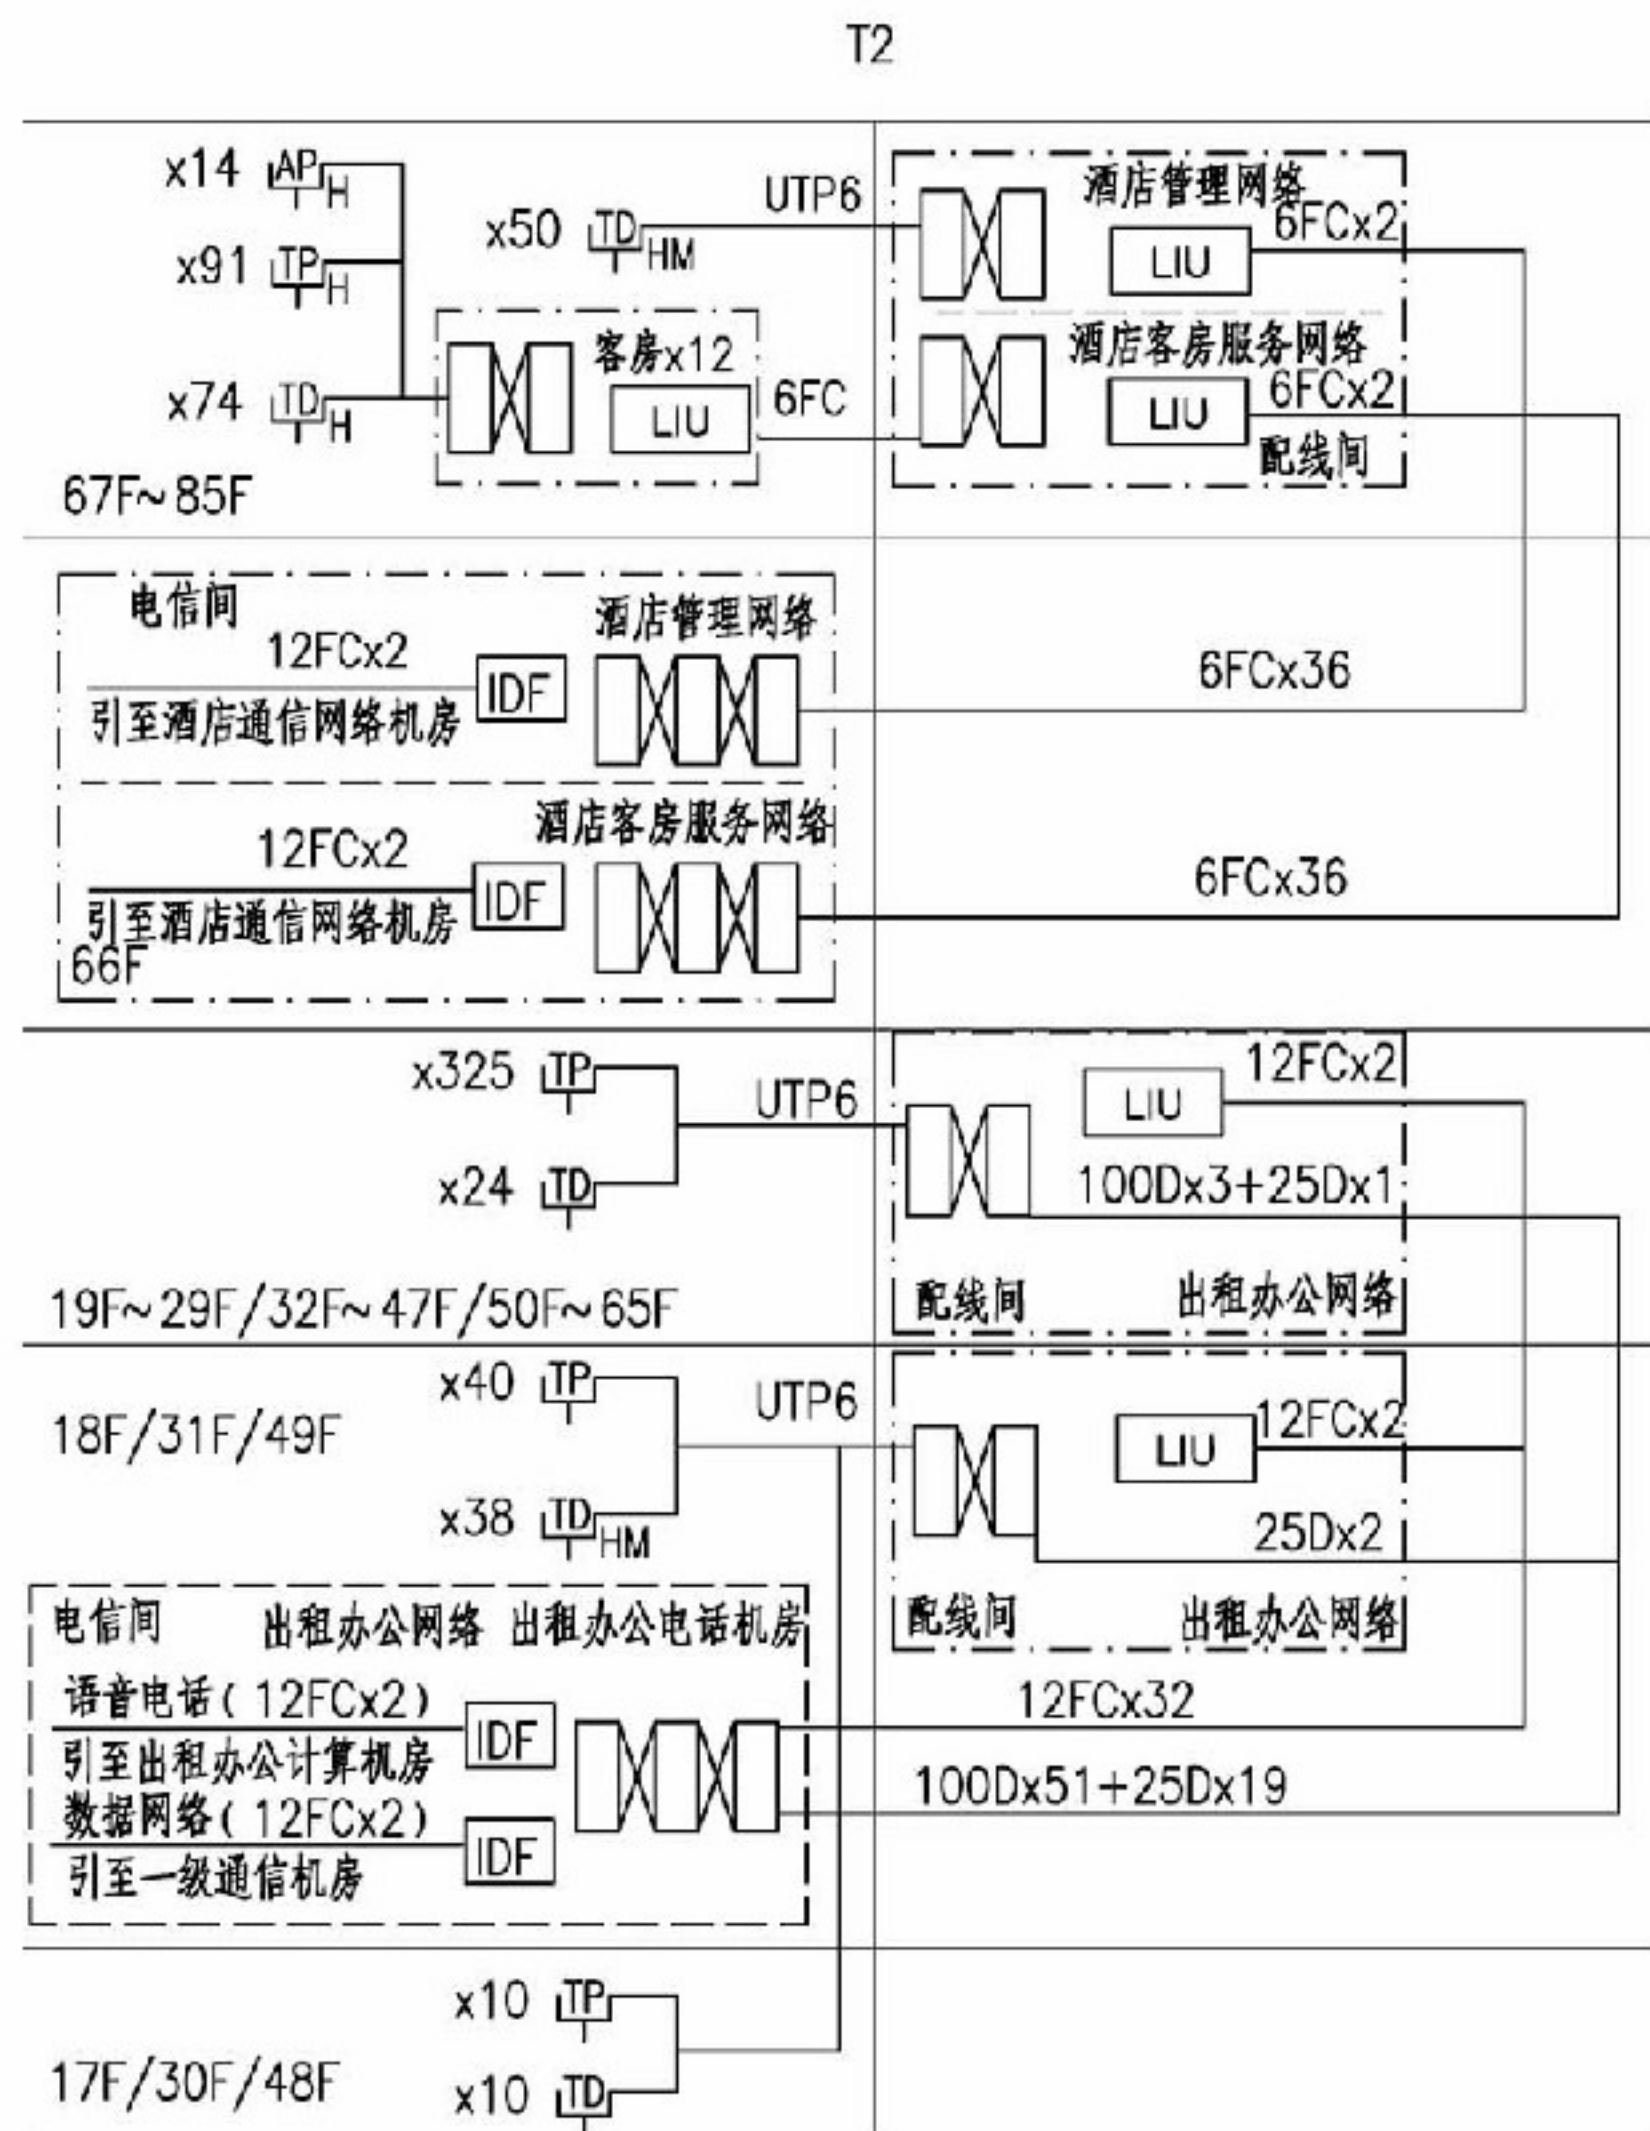 T2
x14 AP H
x50 TD HM UTP6
酒店管理网络
6FCx2
LIU
x91 TP H
客房x12
LIU
6FC
酒店客房服务网络
6FCx2
LIU
配线间
x74 TD H
67F~85F
电信间
酒店管理网络
12FCx2
IDF
引至酒店通信网络机房
6FCx36
酒店客房服务网络
12FCx2
IDF
引至酒店通信网络机房
6FCx36
66F
x325 TP
UTP6
x24 TD
12FCx2
LIU
100Dx3+25Dx1
配线间 出租办公网络
19F~29F/32F~47F/50F~65F
x40 TP
UTP6
18F/31F/49F
x38 TD HM
12FCx2
LIU
25Dx2
配线间 出租办公网络
电信间 出租办公网络 出租办公电话机房
语音电话(12FCx2)
IDF
引至出租办公计算机房
数据网络(12FCx2)
IDF
引至一级通信机房
12FCx32
100Dx51+25Dx19
x10 TP
17F/30F/48F
x10 TD